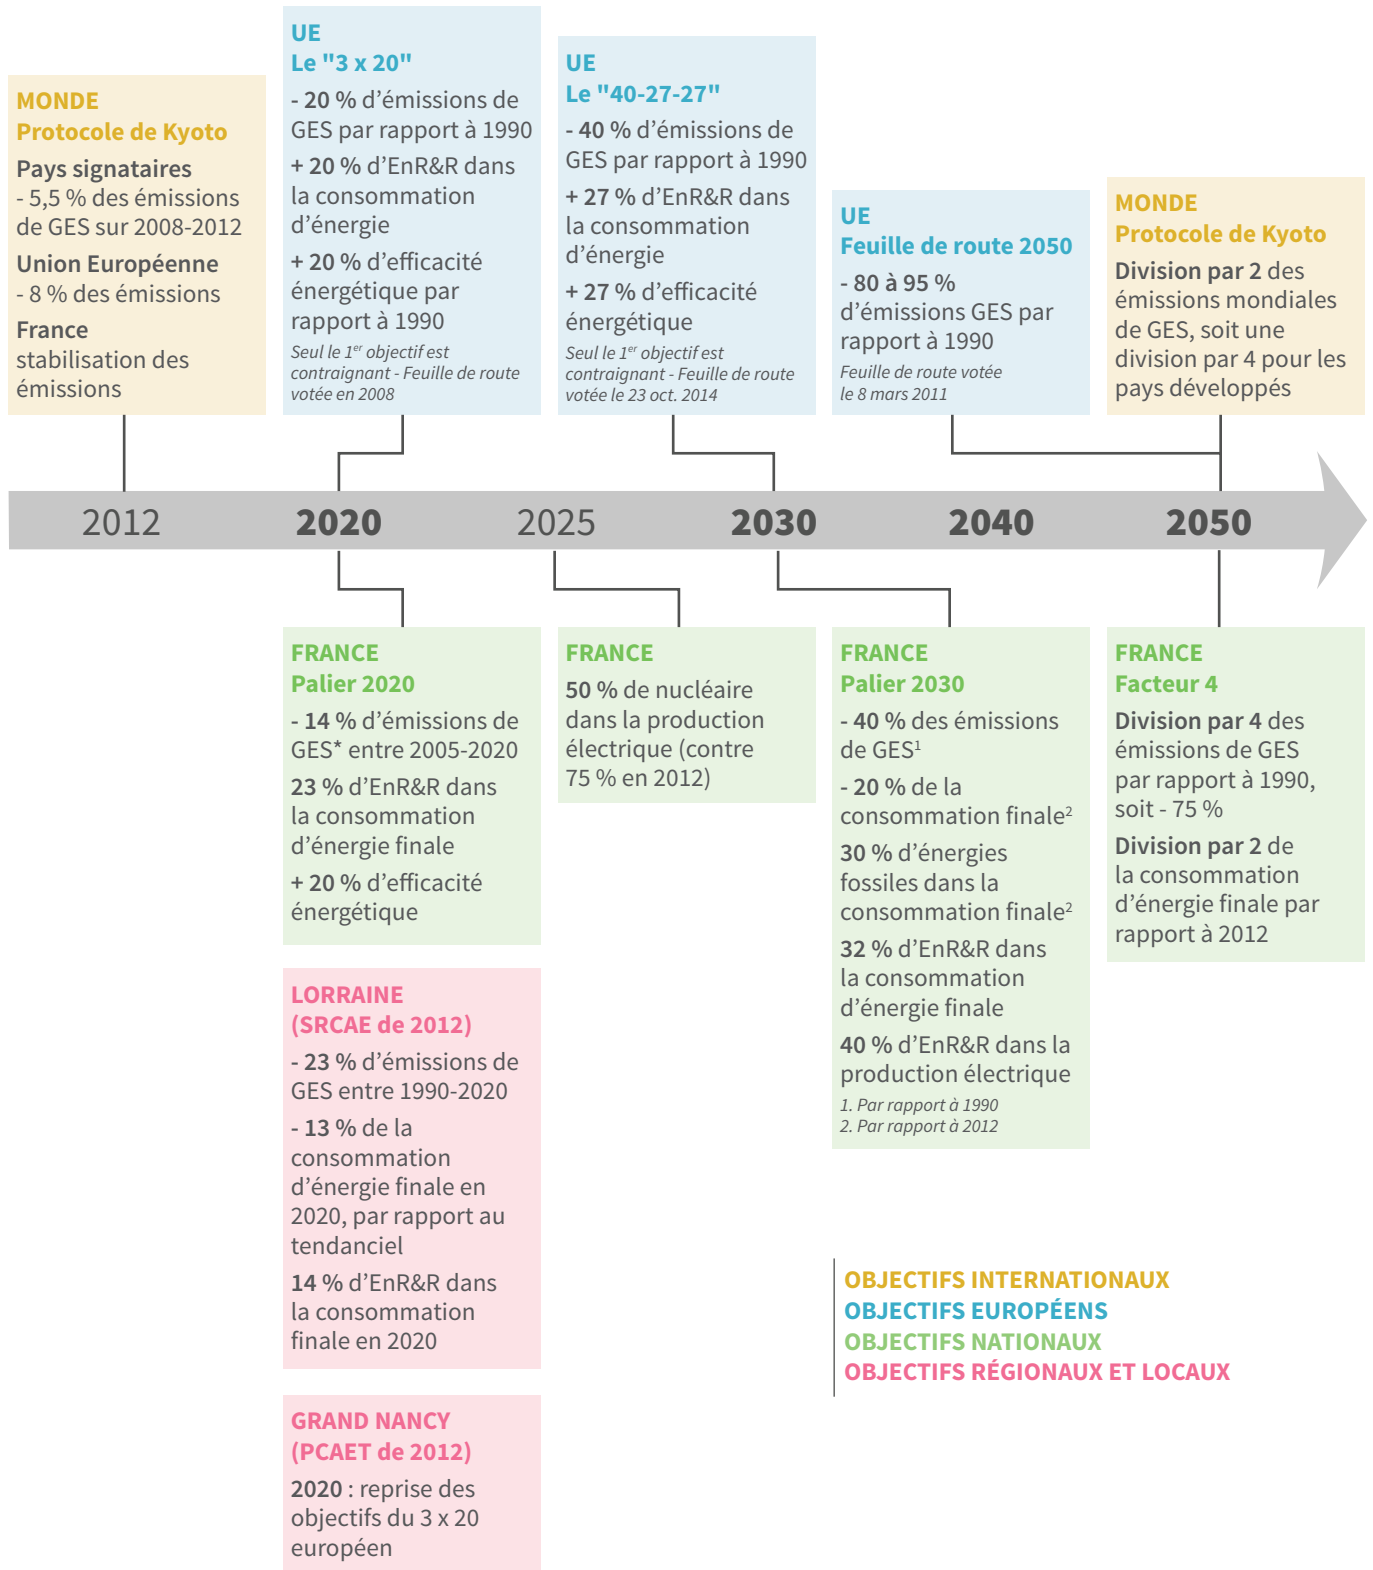 MONDE
Protocole de Kyoto
Pays signataires
- 5,5 % des émissions
de GES sur 2008-2012
Union Européenne
- 8 % des émissions
France
stabilisation des
émissions
UE
Le "3 x 20"
- 20 % d’émissions de
GES par rapport à 1990
+ 20 % d’EnR&R dans
la consommation
d’énergie
+ 20 % d’efficacité
énergétique par
rapport à 1990
Seul le 1er objectif est
contraignant - Feuille de route
votée en 2008
UE
Le "40-27-27"
- 40 % d’émissions de
GES par rapport à 1990
+ 27 % d’EnR&R dans
la consommation
d’énergie
+ 27 % d’efficacité
énergétique
Seul le 1er objectif est
contraignant - Feuille de route
votée le 23 oct. 2014
UE
Feuille de route 2050
- 80 à 95 %
d’émissions GES par
rapport à 1990
Feuille de route votée
le 8 mars 2011
MONDE
Protocole de Kyoto
Division par 2 des
émissions mondiales
de GES, soit une
division par 4 pour les
pays développés
2012 2020 2025 2030 2040 2050
FRANCE
Palier 2020
- 14 % d’émissions de
GES* entre 2005-2020
23 % d’EnR&R dans
la consommation
d’énergie finale
+ 20 % d’efficacité
énergétique
FRANCE
50 % de nucléaire
dans la production
électrique (contre
75 % en 2012)
FRANCE
Palier 2030
- 40 % des émissions
de GES¹
- 20 % de la
consommation finale²
30 % d’énergies
fossiles dans la
consommation finale²
32 % d’EnR&R dans
la consommation
d’énergie finale
40 % d’EnR&R dans la
production électrique
1. Par rapport à 1990
2. Par rapport à 2012
FRANCE
Facteur 4
Division par 4 des
émissions de GES
par rapport à 1990,
soit - 75 %
Division par 2 de
la consommation
d’énergie finale par
rapport à 2012
LORRAINE
(SRCAE de 2012)
- 23 % d’émissions de
GES entre 1990-2020
- 13 % de la
consommation
d’énergie finale en
2020, par rapport au
tendanciel
14 % d’EnR&R dans
la consommation
finale en 2020
GRAND NANCY
(PCAET de 2012)
2020 : reprise des
objectifs du 3 x 20
européen
OBJECTIFS INTERNATIONAUX
OBJECTIFS EUROPÉENS
OBJECTIFS NATIONAUX
OBJECTIFS RÉGIONAUX ET LOCAUX